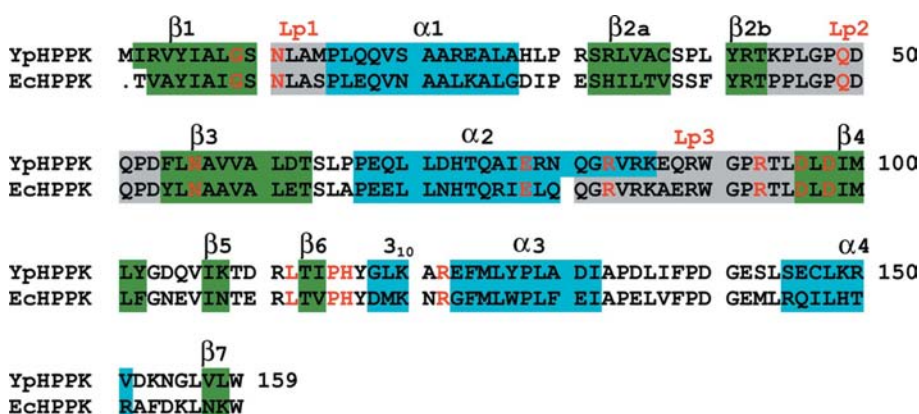 β1 Lp1 α1 β2a β2b Lp2
YpHPPK MIRVYIALGS NLAMPLQQVS AAREALAHLP RSRLVACSPL YRTKPLGPQD 50
EcHPPK .TVAYIAIGS NLASPLEQVN AALKALGDIP ESHILTVSSF YRTPPLGPQD
β3 α2 Lp3 β4
YpHPPK QPDFLNAVVA LDTSLPPEQL LDHTQAIERN QGRVRKEQRW GPRTLDLDIM 100
EcHPPK QPDYLNAAVA LETSLAPEEL LNHTQRIELQ QGRVRKAERW GPRTLDLDIM
β5 β6 3₁₀ α3 α4
YpHPPK LYGDQVIKTD RLTIPHYGLK AREFMLYPLA DIAPDLIFPD GESLSECLKR 150
EcHPPK LFGNEVINTE RLTVPHYDMK NRGFMLWPLF EIAPELVFPD GEMLRQILHT
β7
YpHPPK VDKNGLVLW 159
EcHPPK RAFDKLNKW